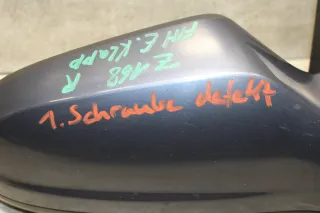 AH E. Klapp
Z 168 R
1. Schraube defekt